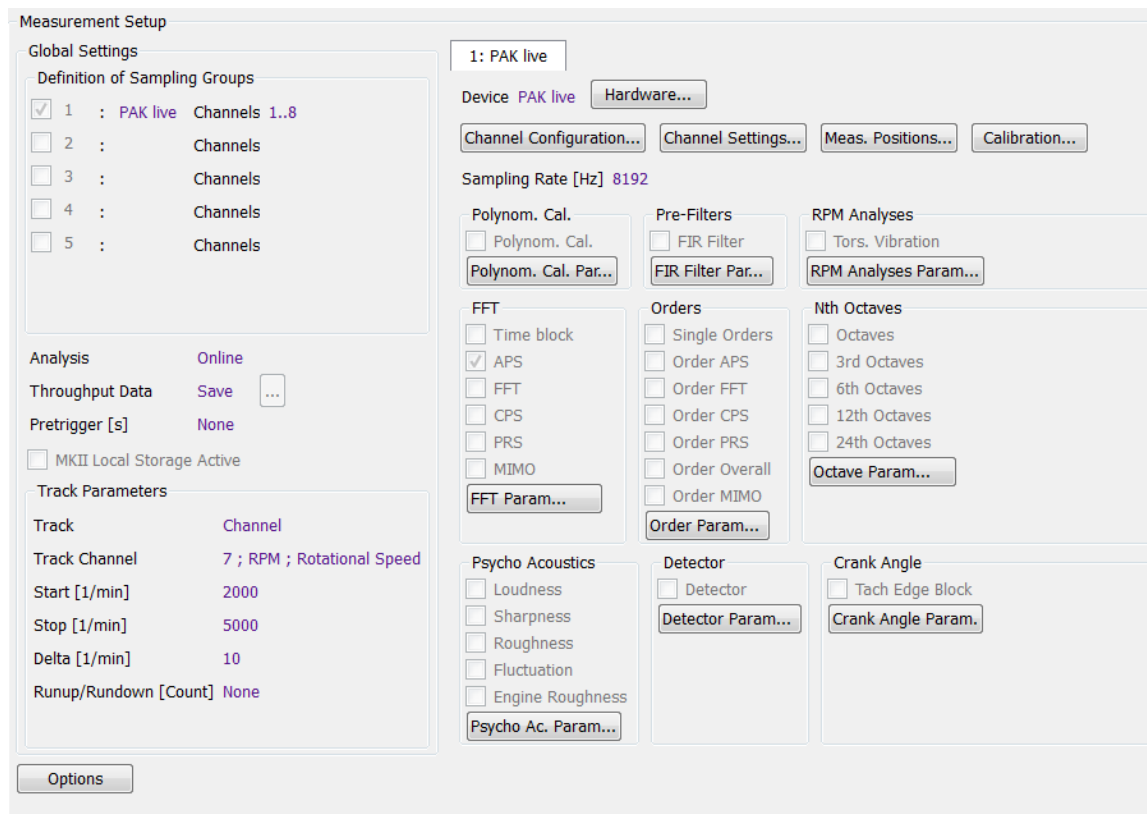 Measurement Setup
Global Settings
Definition of Sampling Groups
1 : PAK live Channels 1..8
2 : Channels
3 : Channels
4 : Channels
5 : Channels
Analysis Online
Throughput Data Save ...
Pretrigger [s] None
MKII Local Storage Active
Track Parameters
Track Channel
Track Channel 7 ; RPM ; Rotational Speed
Start [1/min] 2000
Stop [1/min] 5000
Delta [1/min] 10
Runup/Rundown [Count] None
Options
1: PAK live
Device PAK live Hardware...
Channel Configuration... Channel Settings... Meas. Positions... Calibration...
Sampling Rate [Hz] 8192
Polynom. Cal.
Polynom. Cal.
Polynom. Cal. Par...
Pre-Filters
FIR Filter
FIR Filter Par...
RPM Analyses
Tors. Vibration
RPM Analyses Param...
FFT
Time block
APS
FFT
CPS
PRS
MIMO
FFT Param...
Orders
Single Orders
Order APS
Order FFT
Order CPS
Order PRS
Order Overall
Order MIMO
Order Param...
Nth Octaves
Octaves
3rd Octaves
6th Octaves
12th Octaves
24th Octaves
Octave Param...
Psycho Acoustics
Loudness
Sharpness
Roughness
Fluctuation
Engine Roughness
Psycho Ac. Param...
Detector
Detector
Detector Param...
Crank Angle
Tach Edge Block
Crank Angle Param.